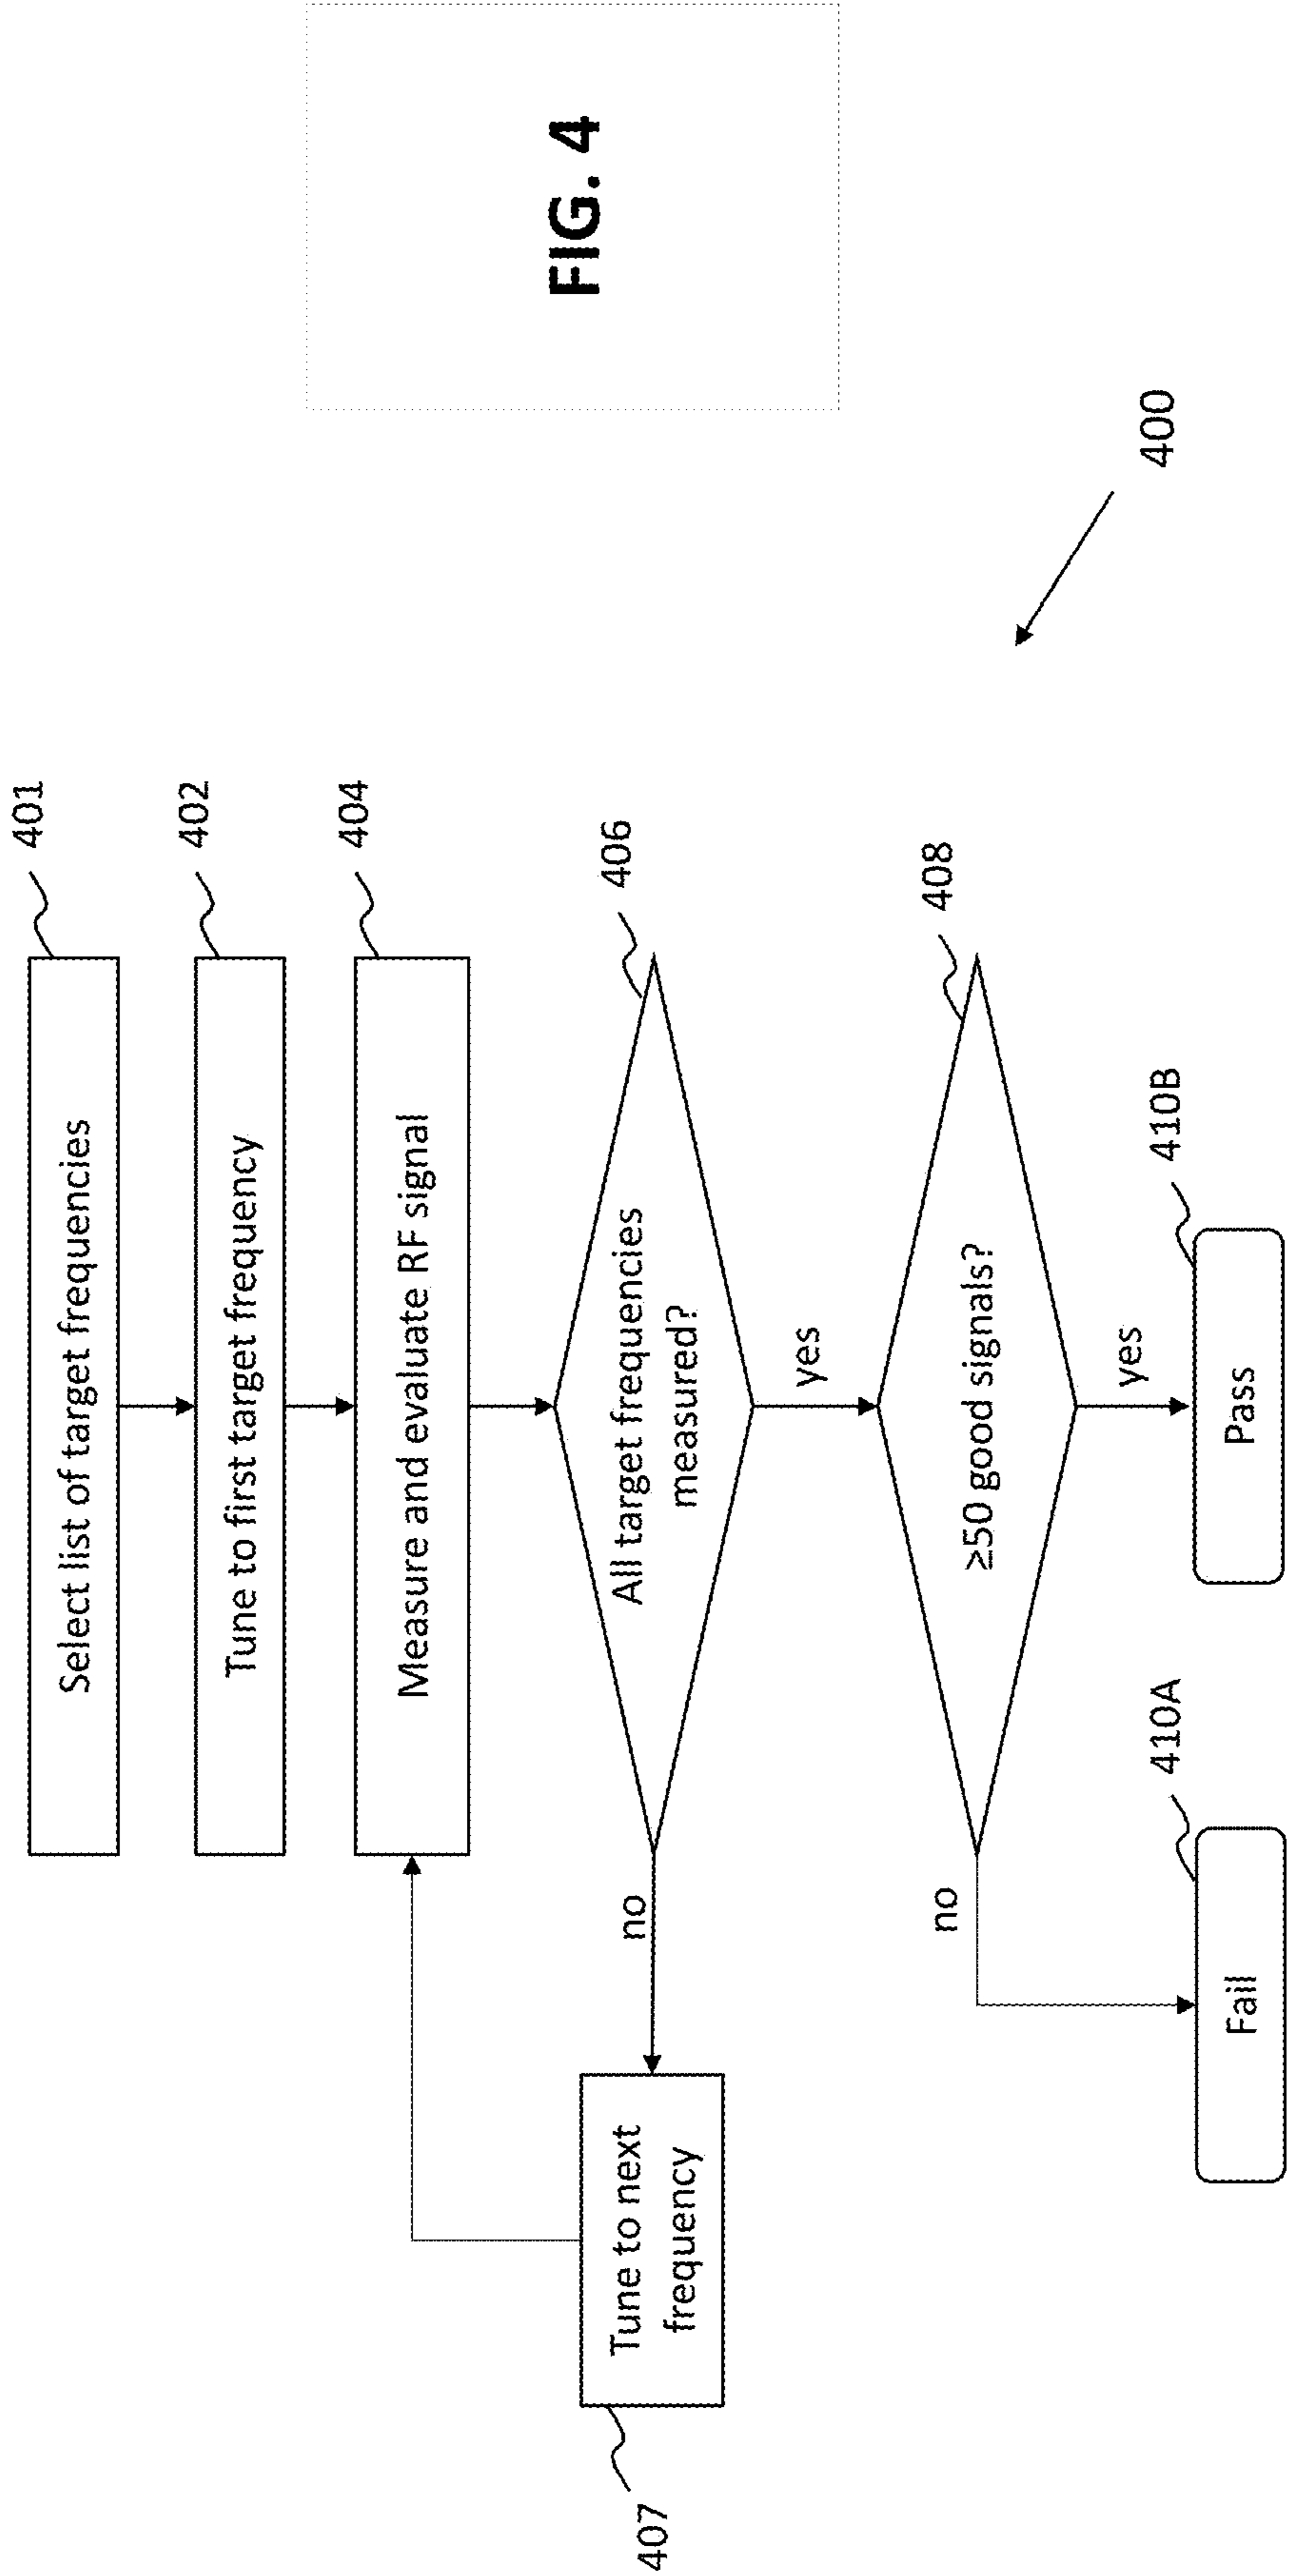 401
Select list of target frequencies
402
Tune to first target frequency
404
Measure and evaluate RF signal
406
All target frequencies
measured?
no
407
Tune to next
frequency
yes
408
≥50 good signals?
no
yes
410A
Fail
410B
Pass
400
FIG. 4